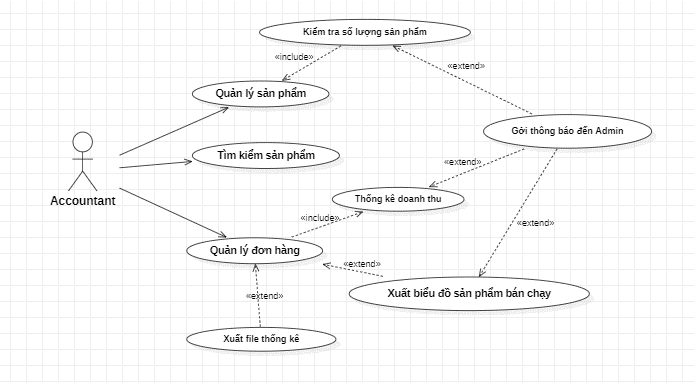 Kiểm tra số lượng sản phẩm
«include»
«extend»
Quản lý sản phẩm
Gởi thông báo đến Admin
Tìm kiếm sản phẩm
«extend»
Accountant
Thống kê doanh thu
«include»
«extend»
Quản lý đơn hàng
«extend»
Xuất biểu đồ sản phẩm bán chạy
«extend»
Xuất file thống kê